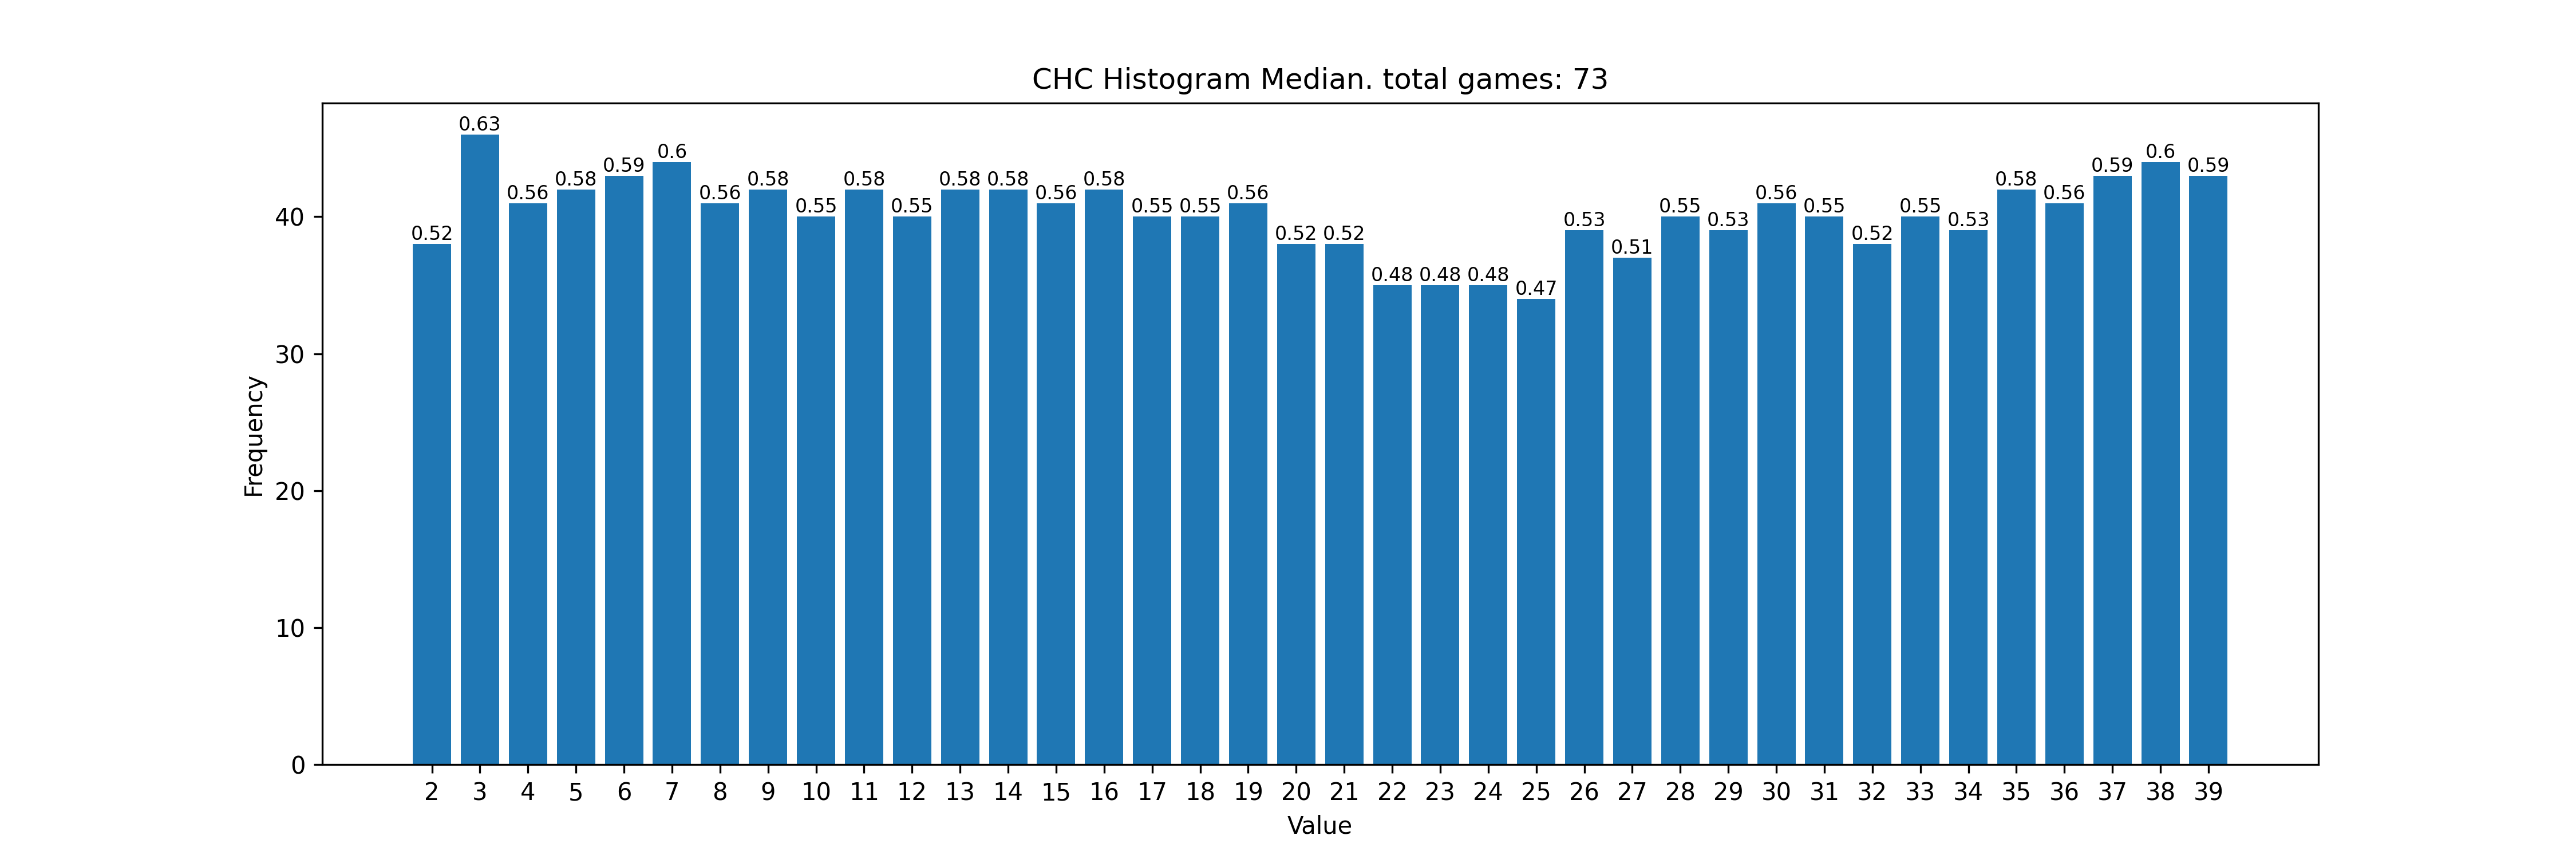 CHC Histogram Median. total games: 73
0.52 0.63 0.56 0.58 0.59 0.6 0.56 0.58 0.55 0.58 0.55 0.58 0.58 0.56 0.58 0.55 0.55 0.56 0.52 0.52 0.48 0.48 0.48 0.47 0.53 0.51 0.55 0.53 0.56 0.55 0.52 0.55 0.53 0.58 0.56 0.59 0.6 0.59
40
30
20
10
0
Frequency
2 3 4 5 6 7 8 9 10 11 12 13 14 15 16 17 18 19 20 21 22 23 24 25 26 27 28 29 30 31 32 33 34 35 36 37 38 39
Value